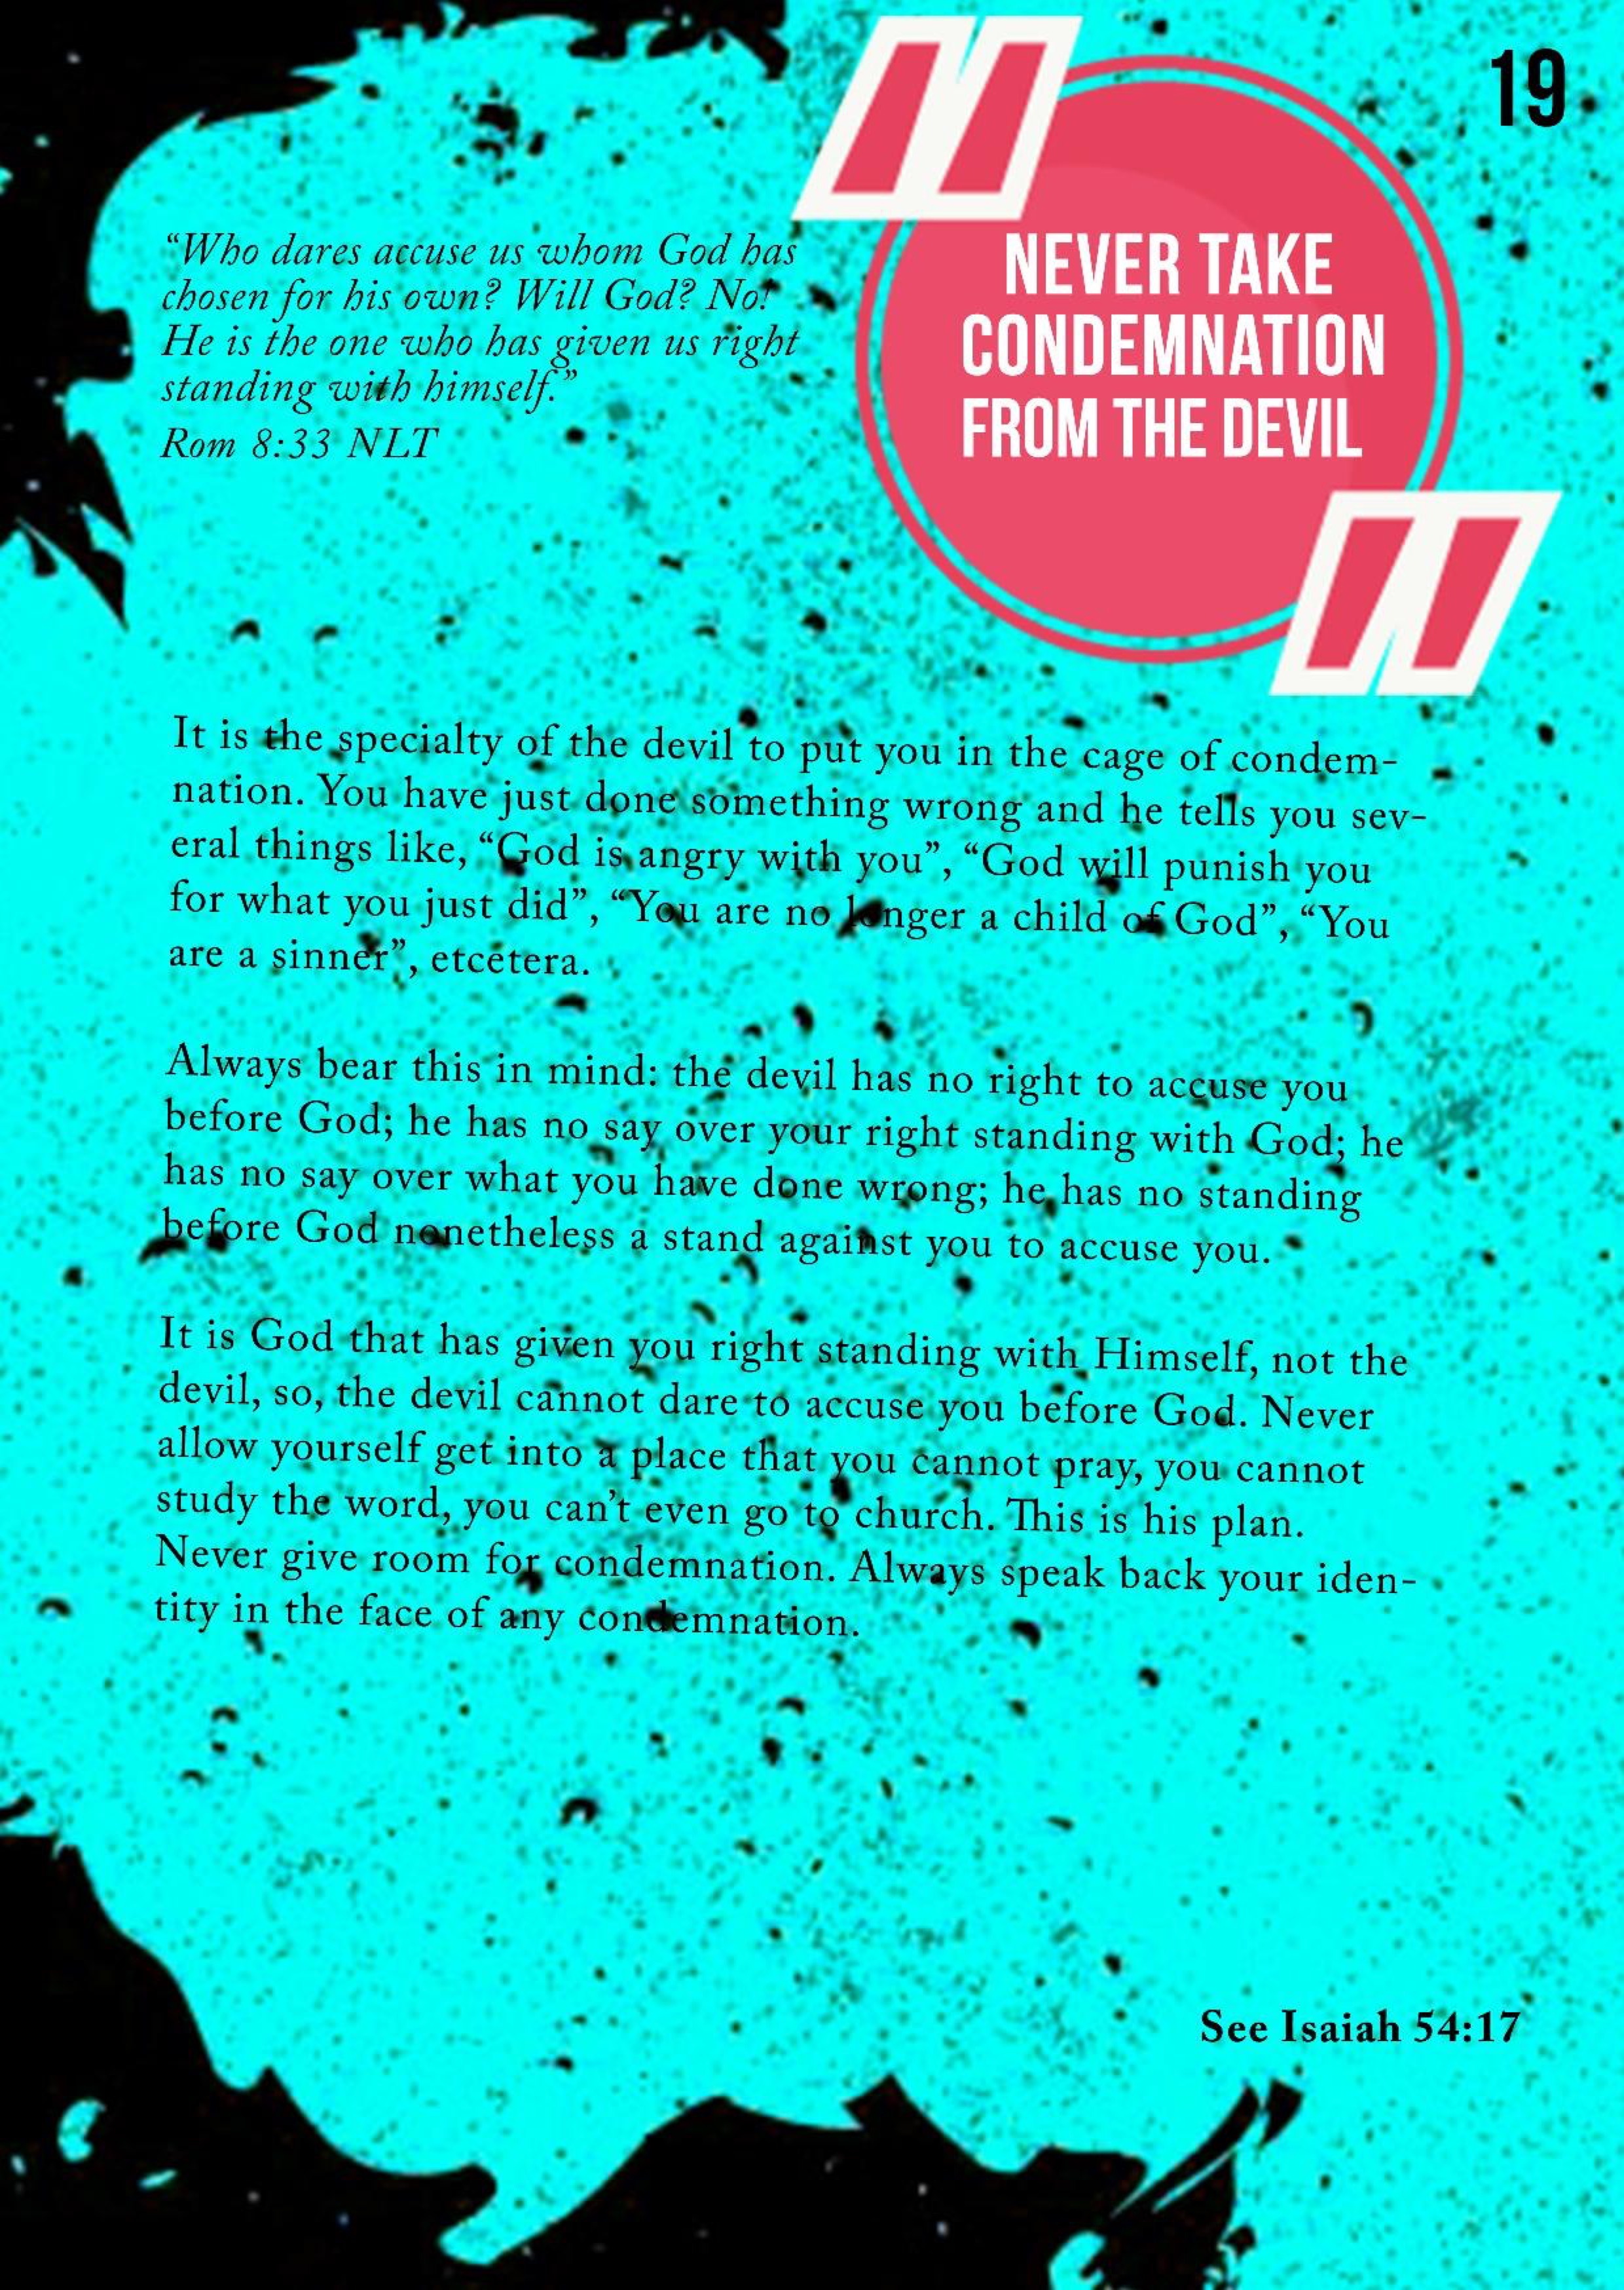 19
NEVER TAKE
CONDEMNATION
FROM THE DEVIL
“Who dares accuse us whom God has
chosen for his own? Will God? No!
He is the one who has given us right
standing with himself.”
Rom 8:33 NLT
It is the specialty of the devil to put you in the cage of condem-
nation. You have just done something wrong and he tells you sev-
eral things like, “God is angry with you”, “God will punish you
for what you just did”, “You are no longer a child of God”, “You
are a sinner”, etcetera.
Always bear this in mind: the devil has no right to accuse you
before God; he has no say over your right standing with God; he
has no say over what you have done wrong; he has no standing
before God nonetheless a stand against you to accuse you.
It is God that has given you right standing with Himself, not the
devil, so, the devil cannot dare to accuse you before God. Never
allow yourself get into a place that you cannot pray, you cannot
study the word, you can’t even go to church. This is his plan.
Never give room for condemnation. Always speak back your iden-
tity in the face of any condemnation.
See Isaiah 54:17